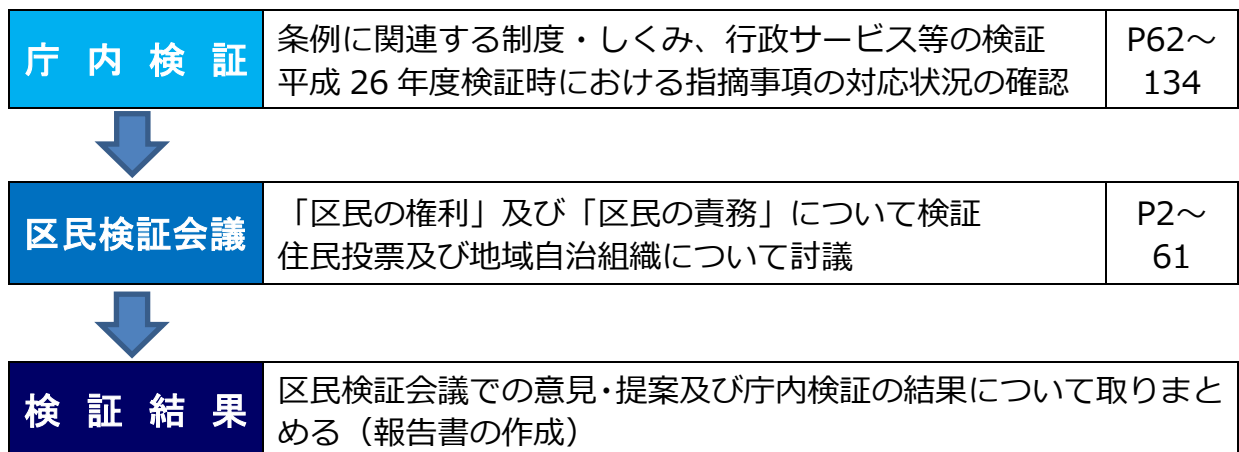 庁内検証
条例に関連する制度・しくみ、行政サービス等の検証
平成 26 年度検証時における指摘事項の対応状況の確認
P62～
134
区民検証会議
「区民の権利」及び「区民の責務」について検証
住民投票及び地域自治組織について討議
P2～
61
検証結果
区民検証会議での意見･提案及び庁内検証の結果について取りまと
める（報告書の作成）